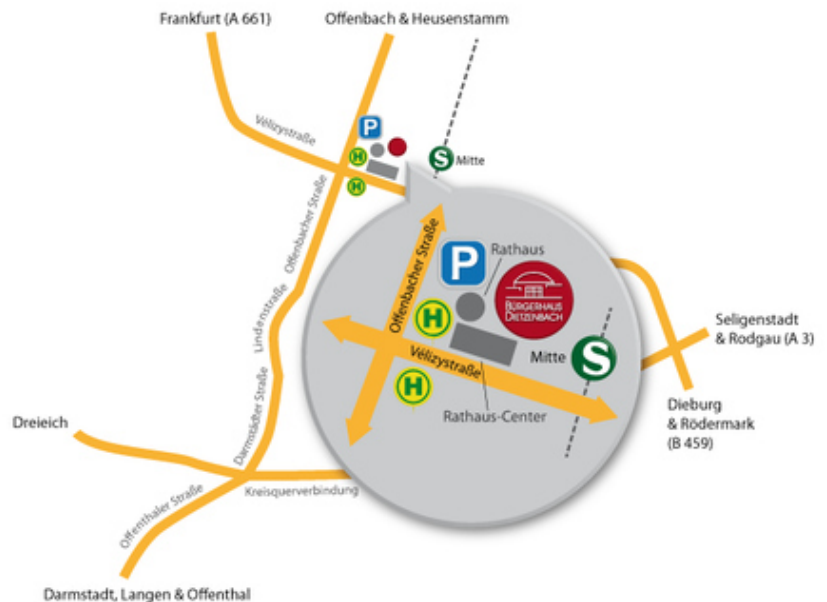 Frankfurt (A 661)
Offenbach & Heusenstamm
Vélizystraße
P
H
H
S
Mitte
Offenbacher Straße
Lindenstraße
Darmstädter Straße
Offenbacher Straße
P
Rathaus
BÜRGERHAUS
DIETZENBACH
H
Vélizystraße
Mitte
S
H
Rathaus-Center
Seligenstadt
& Rodgau (A 3)
Dieburg
& Rödermark
(B 459)
Dreieich
Kreisquerverbindung
Offenthaler Straße
Darmstadt, Langen & Offenthal